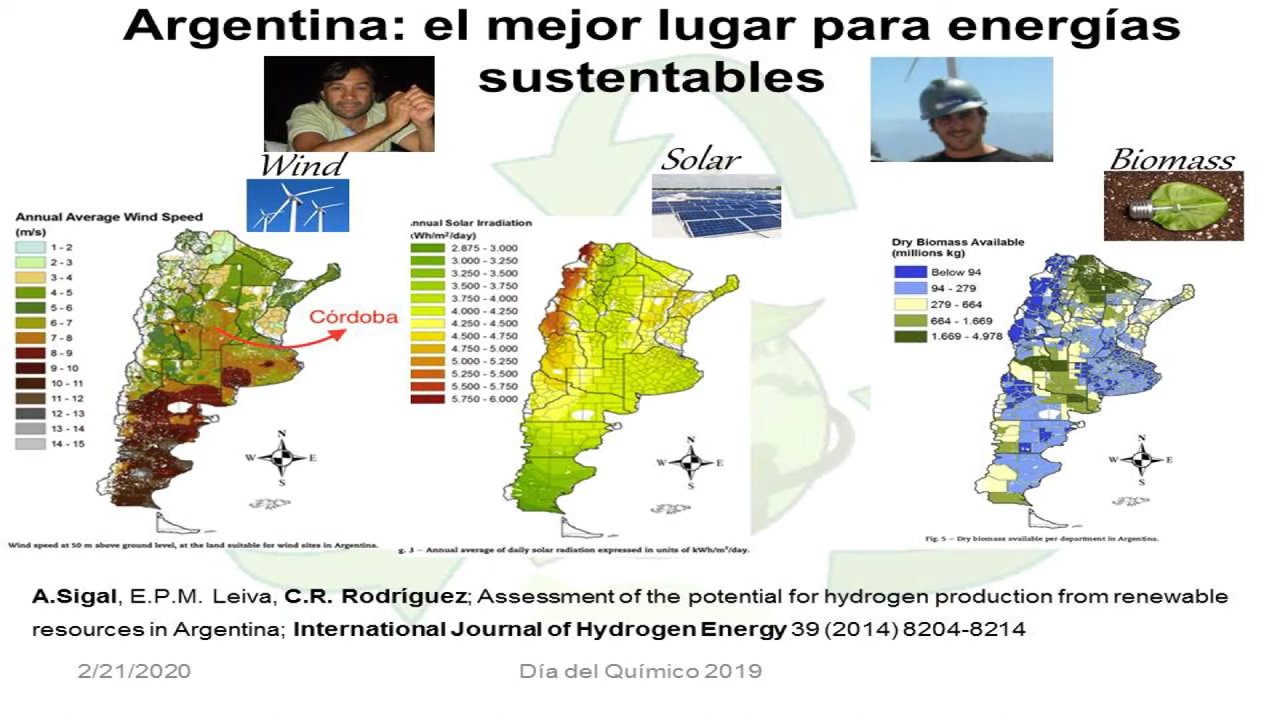 Argentina: el mejor lugar para energías
sustentables
Wind
Solar
Biomass
Annual Average Wind Speed
(m/s)
1 - 2
2 - 3
3 - 4
4 - 5
5 - 6
6 - 7
7 - 8
8 - 9
9 - 10
10 - 11
11 - 12
12 - 13
13 - 14
14 - 15
Córdoba
N
W E
S
Wind speed at 50 m above ground level, at the land suitable for wind sites in Argentina.
nnual Solar Irradiation
(Wh/m²/day)
2.875 - 3.000
3.000 - 3.250
3.250 - 3.500
3.500 - 3.750
3.750 - 4.000
4.000 - 4.250
4.250 - 4.500
4.500 - 4.750
4.750 - 5.000
5.000 - 5.250
5.250 - 5.500
5.500 - 5.750
5.750 - 6.000
N
W E
S
g. 3 – Annual average of daily solar radiation expressed in units of kWh/m²/day.
Dry Biomass Available
(millions kg)
Below 94
94 - 279
279 - 664
664 - 1.669
1.669 - 4.978
N
W E
S
Fig. 5 – Dry biomass available per department in Argentina.
A.Sigal, E.P.M. Leiva, C.R. Rodríguez; Assessment of the potential for hydrogen production from renewable
resources in Argentina; International Journal of Hydrogen Energy 39 (2014) 8204-8214
2/21/2020
Día del Químico 2019